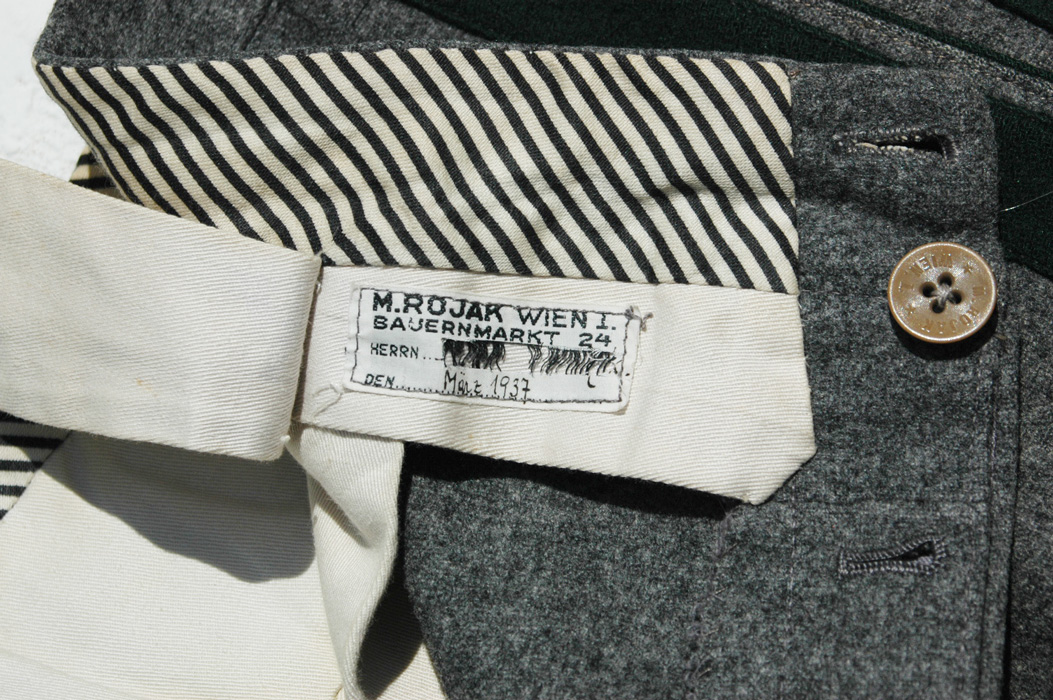 M.ROJAK WIEN I.
BAUERNMARKT 24
HERRN....
DEN....... März 1937